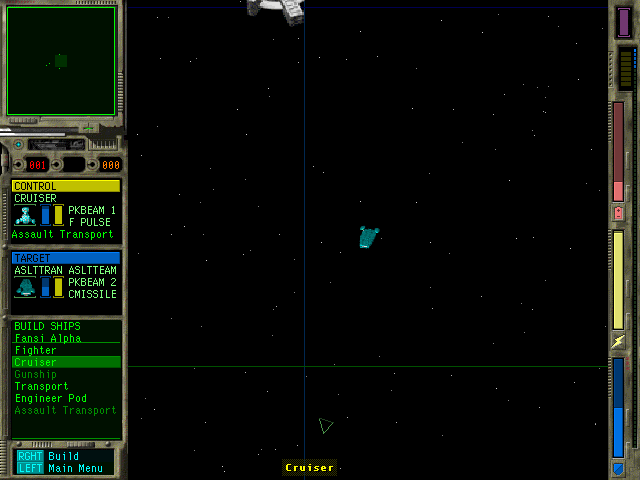 001 000
CONTROL
CRUISER
PKBEAM 1
F PULSE
Assault Transport
TARGET
ASLTTRAN ASLTTEAM
PKBEAM 2
CMISSILE
BUILD SHIPS
Fansi Alpha
Fighter
Cruiser
Gunship
Transport
Engineer Pod
Assault Transport
RGHT Build
LEFT Main Menu
Cruiser